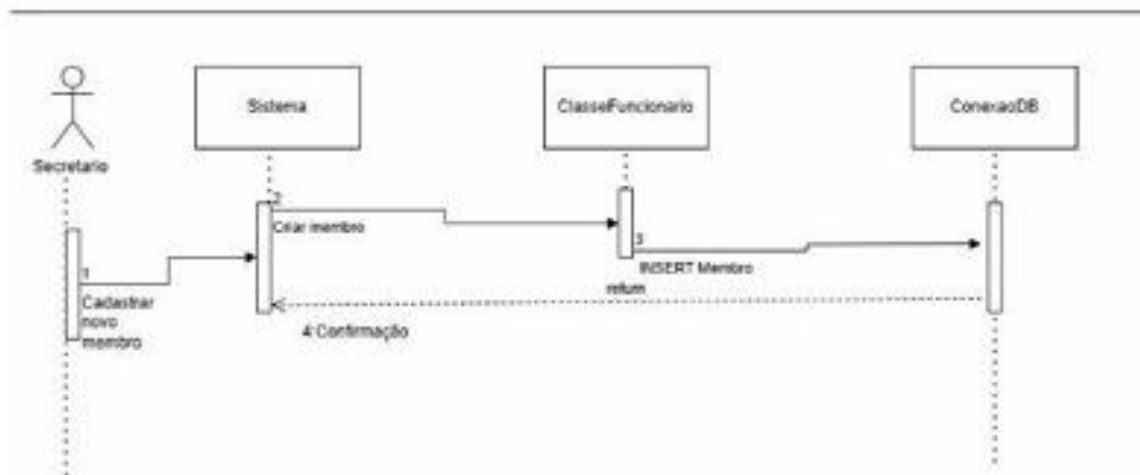 Sistema
ClasseFuncionario
ConexaoDB
Secretario
2
Criar membro
3
INSERT Membro
return
1
Cadastrar
novo
membro
4:Confirmação